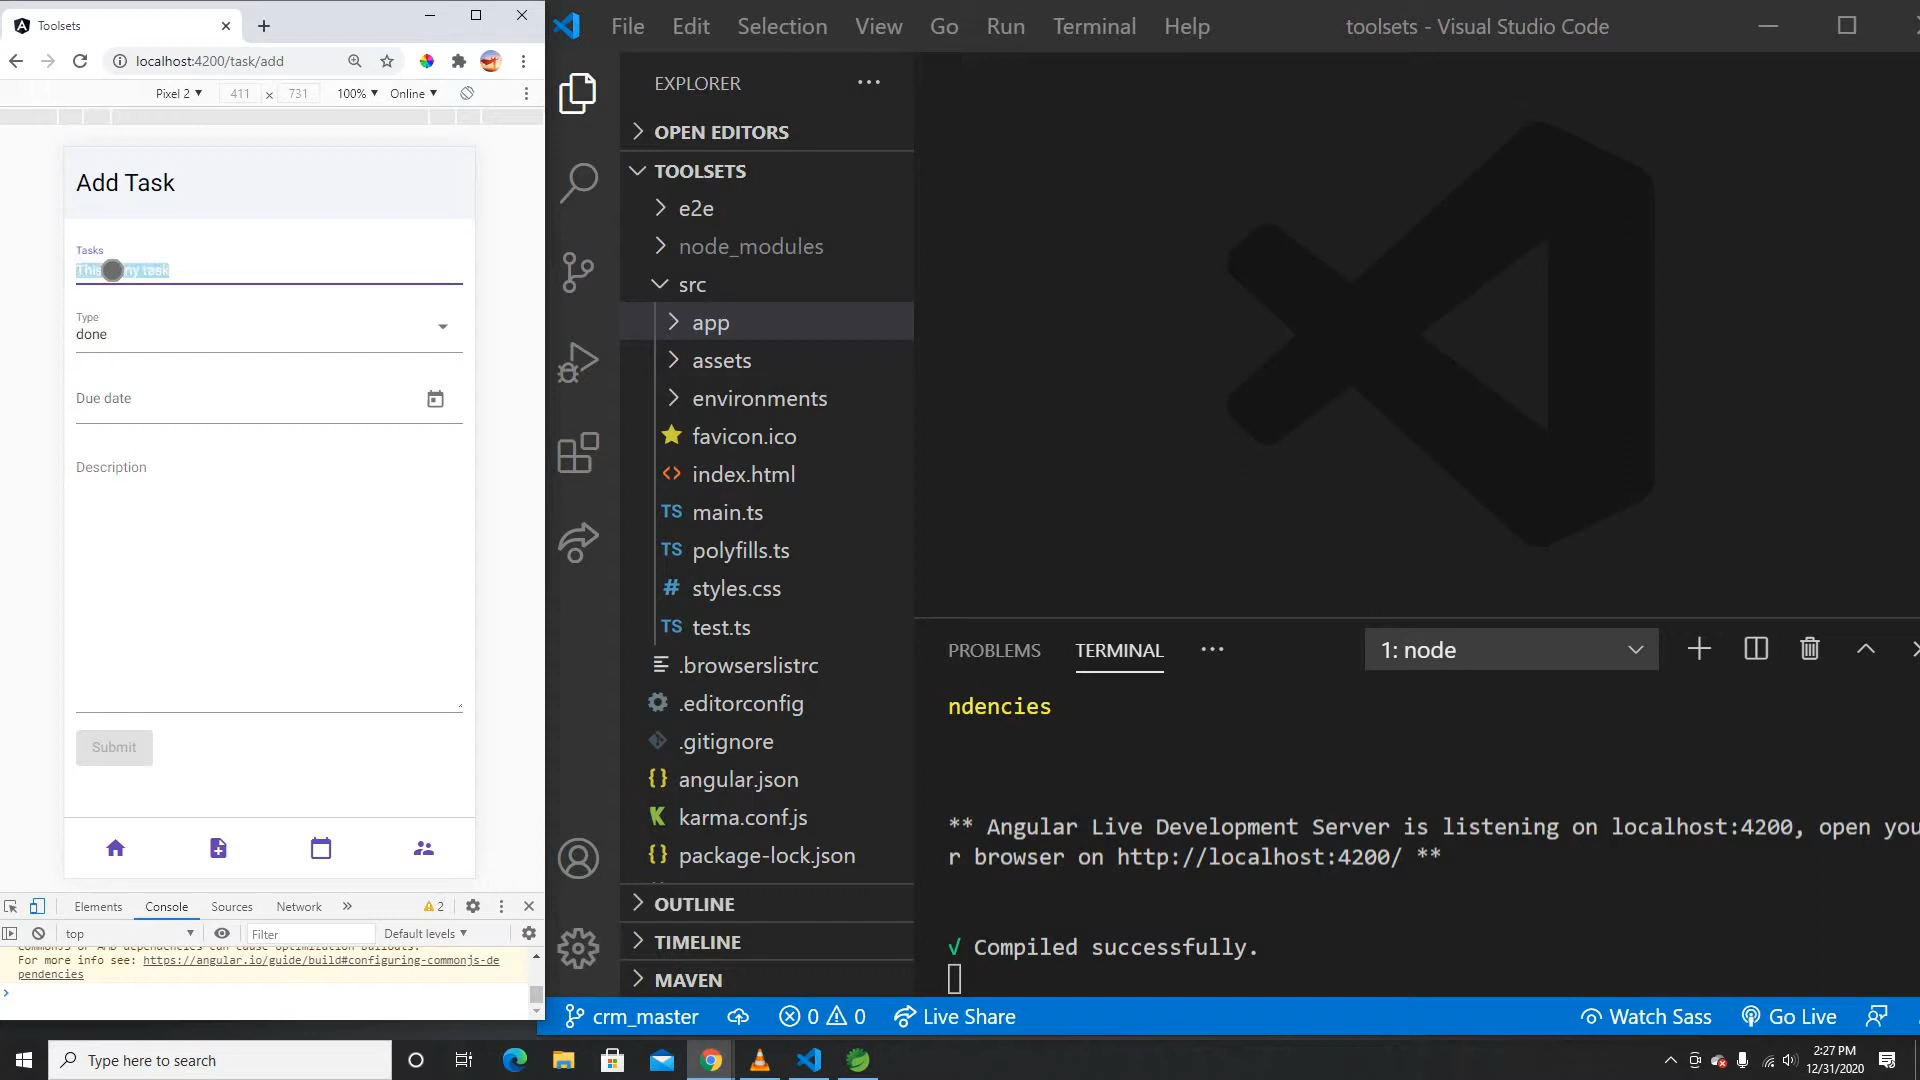 Toolsets
localhost:4200/task/add
Pixel 2
411 x 731
100%
Online
Add Task
Tasks
Type
done
Due date
Description
Submit
Elements
Console
Sources
Network
2
top
Filter
Default levels
For more info see: https://angular.io/guide/build#configuring-commonjs-de
pendencies
File Edit Selection View Go Run Terminal Help
toolsets - Visual Studio Code
EXPLORER
OPEN EDITORS
TOOLSETS
e2e
node_modules
src
app
assets
environments
favicon.ico
index.html
TS main.ts
TS polyfills.ts
# styles.css
TS test.ts
.browserslistrc
.editorconfig
.gitignore
{} angular.json
karma.conf.js
{} package-lock.json
OUTLINE
TIMELINE
MAVEN
PROBLEMS
TERMINAL
1: node
ndencies
** Angular Live Development Server is listening on localhost:4200, open you
r browser on http://localhost:4200/ **
√ Compiled successfully.
crm_master
0 0
Live Share
Watch Sass
Go Live
Type here to search
2:27 PM
12/31/2020